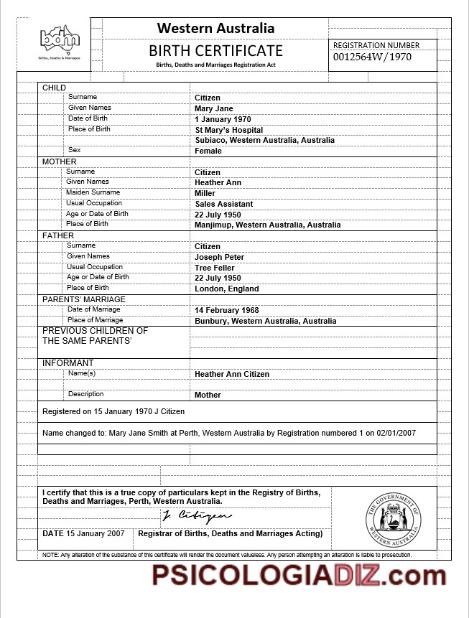 Western Australia
bdm
BIRTH CERTIFICATE
Births, Deaths & Marriages
Births, Deaths and Marriages Registration Act
REGISTRATION NUMBER
0012564W/1970
CHILD
Surname Citizen
Given Names Mary Jane
Date of Birth 1 January 1970
Place of Birth St Mary's Hospital
Subiaco, Western Australia, Australia
Sex Female
MOTHER
Surname Citizen
Given Names Heather Ann
Maiden Surname Miller
Usual Occupation Sales Assistant
Age or Date of Birth 22 July 1950
Place of Birth Manjimup, Western Australia, Australia
FATHER
Surname Citizen
Given Names Joseph Peter
Usual Occupation Tree Feller
Age or Date of Birth 22 July 1950
Place of Birth London, England
PARENTS' MARRIAGE
Date of Marriage 14 February 1968
Place of Marriage Bunbury, Western Australia, Australia
PREVIOUS CHILDREN OF
THE SAME PARENTS'
INFORMANT
Name(s) Heather Ann Citizen
Description Mother
Registered on 15 January 1970 J Citizen
Name changed to: Mary Jane Smith at Perth, Western Australia by Registration numbered 1 on 02/01/2007
I certify that this is a true copy of particulars kept in the Registry of Births,
Deaths and Marriages, Perth, Western Australia.
J Citizen
DATE 15 January 2007 Registrar of Births, Deaths and Marriages Acting)
THE GOVERNMENT OF
WESTERN AUSTRALIA
NOTE: Any alteration of the substance of this certificate will render the document valueless. Any person attempting an alteration is liable to prosecution.
PSICOLOGIADIZ.com